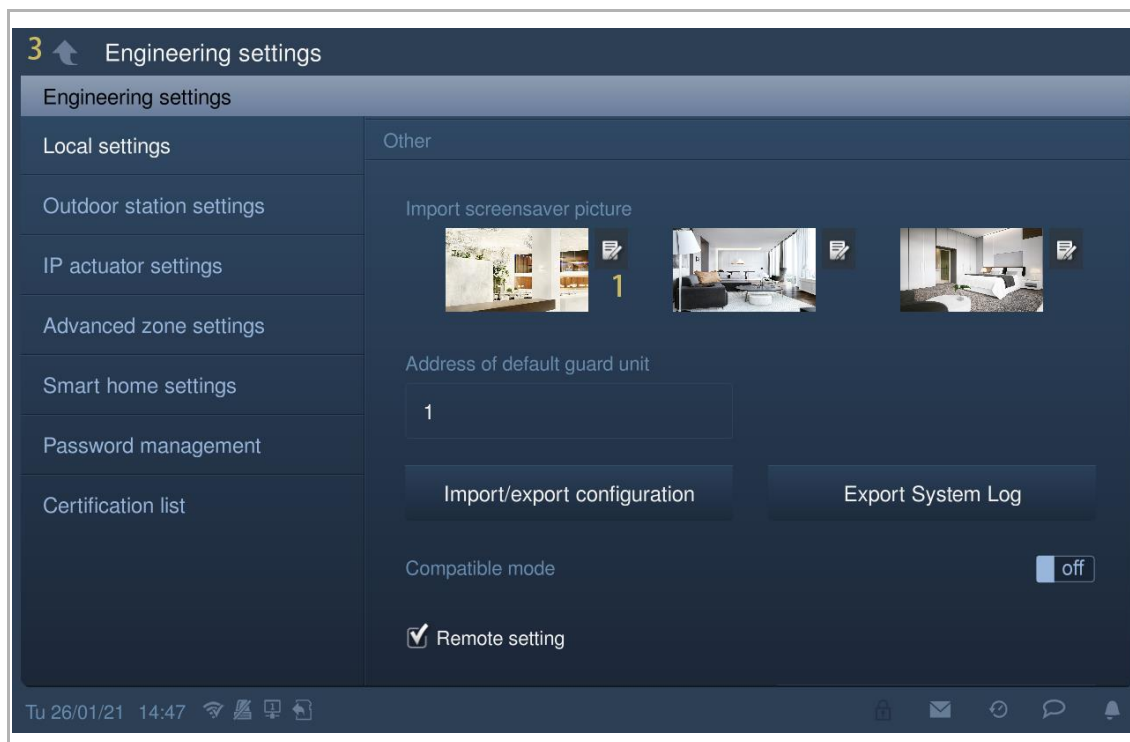 3 Engineering settings
Engineering settings
Local settings
Outdoor station settings
IP actuator settings
Advanced zone settings
Smart home settings
Password management
Certification list
Other
Import screensaver picture
1
Address of default guard unit
1
Import/export configuration Export System Log
Compatible mode off
Remote setting
Tu 26/01/21 14:47 1